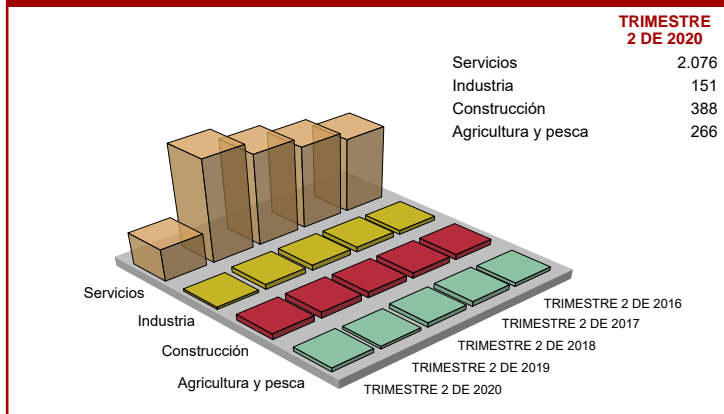 TRIMESTRE
2 DE 2020
Servicios 2.076
Industria 151
Construcción 388
Agricultura y pesca 266
Servicios
Industria
Construcción
Agricultura y pesca
TRIMESTRE 2 DE 2016
TRIMESTRE 2 DE 2017
TRIMESTRE 2 DE 2018
TRIMESTRE 2 DE 2019
TRIMESTRE 2 DE 2020